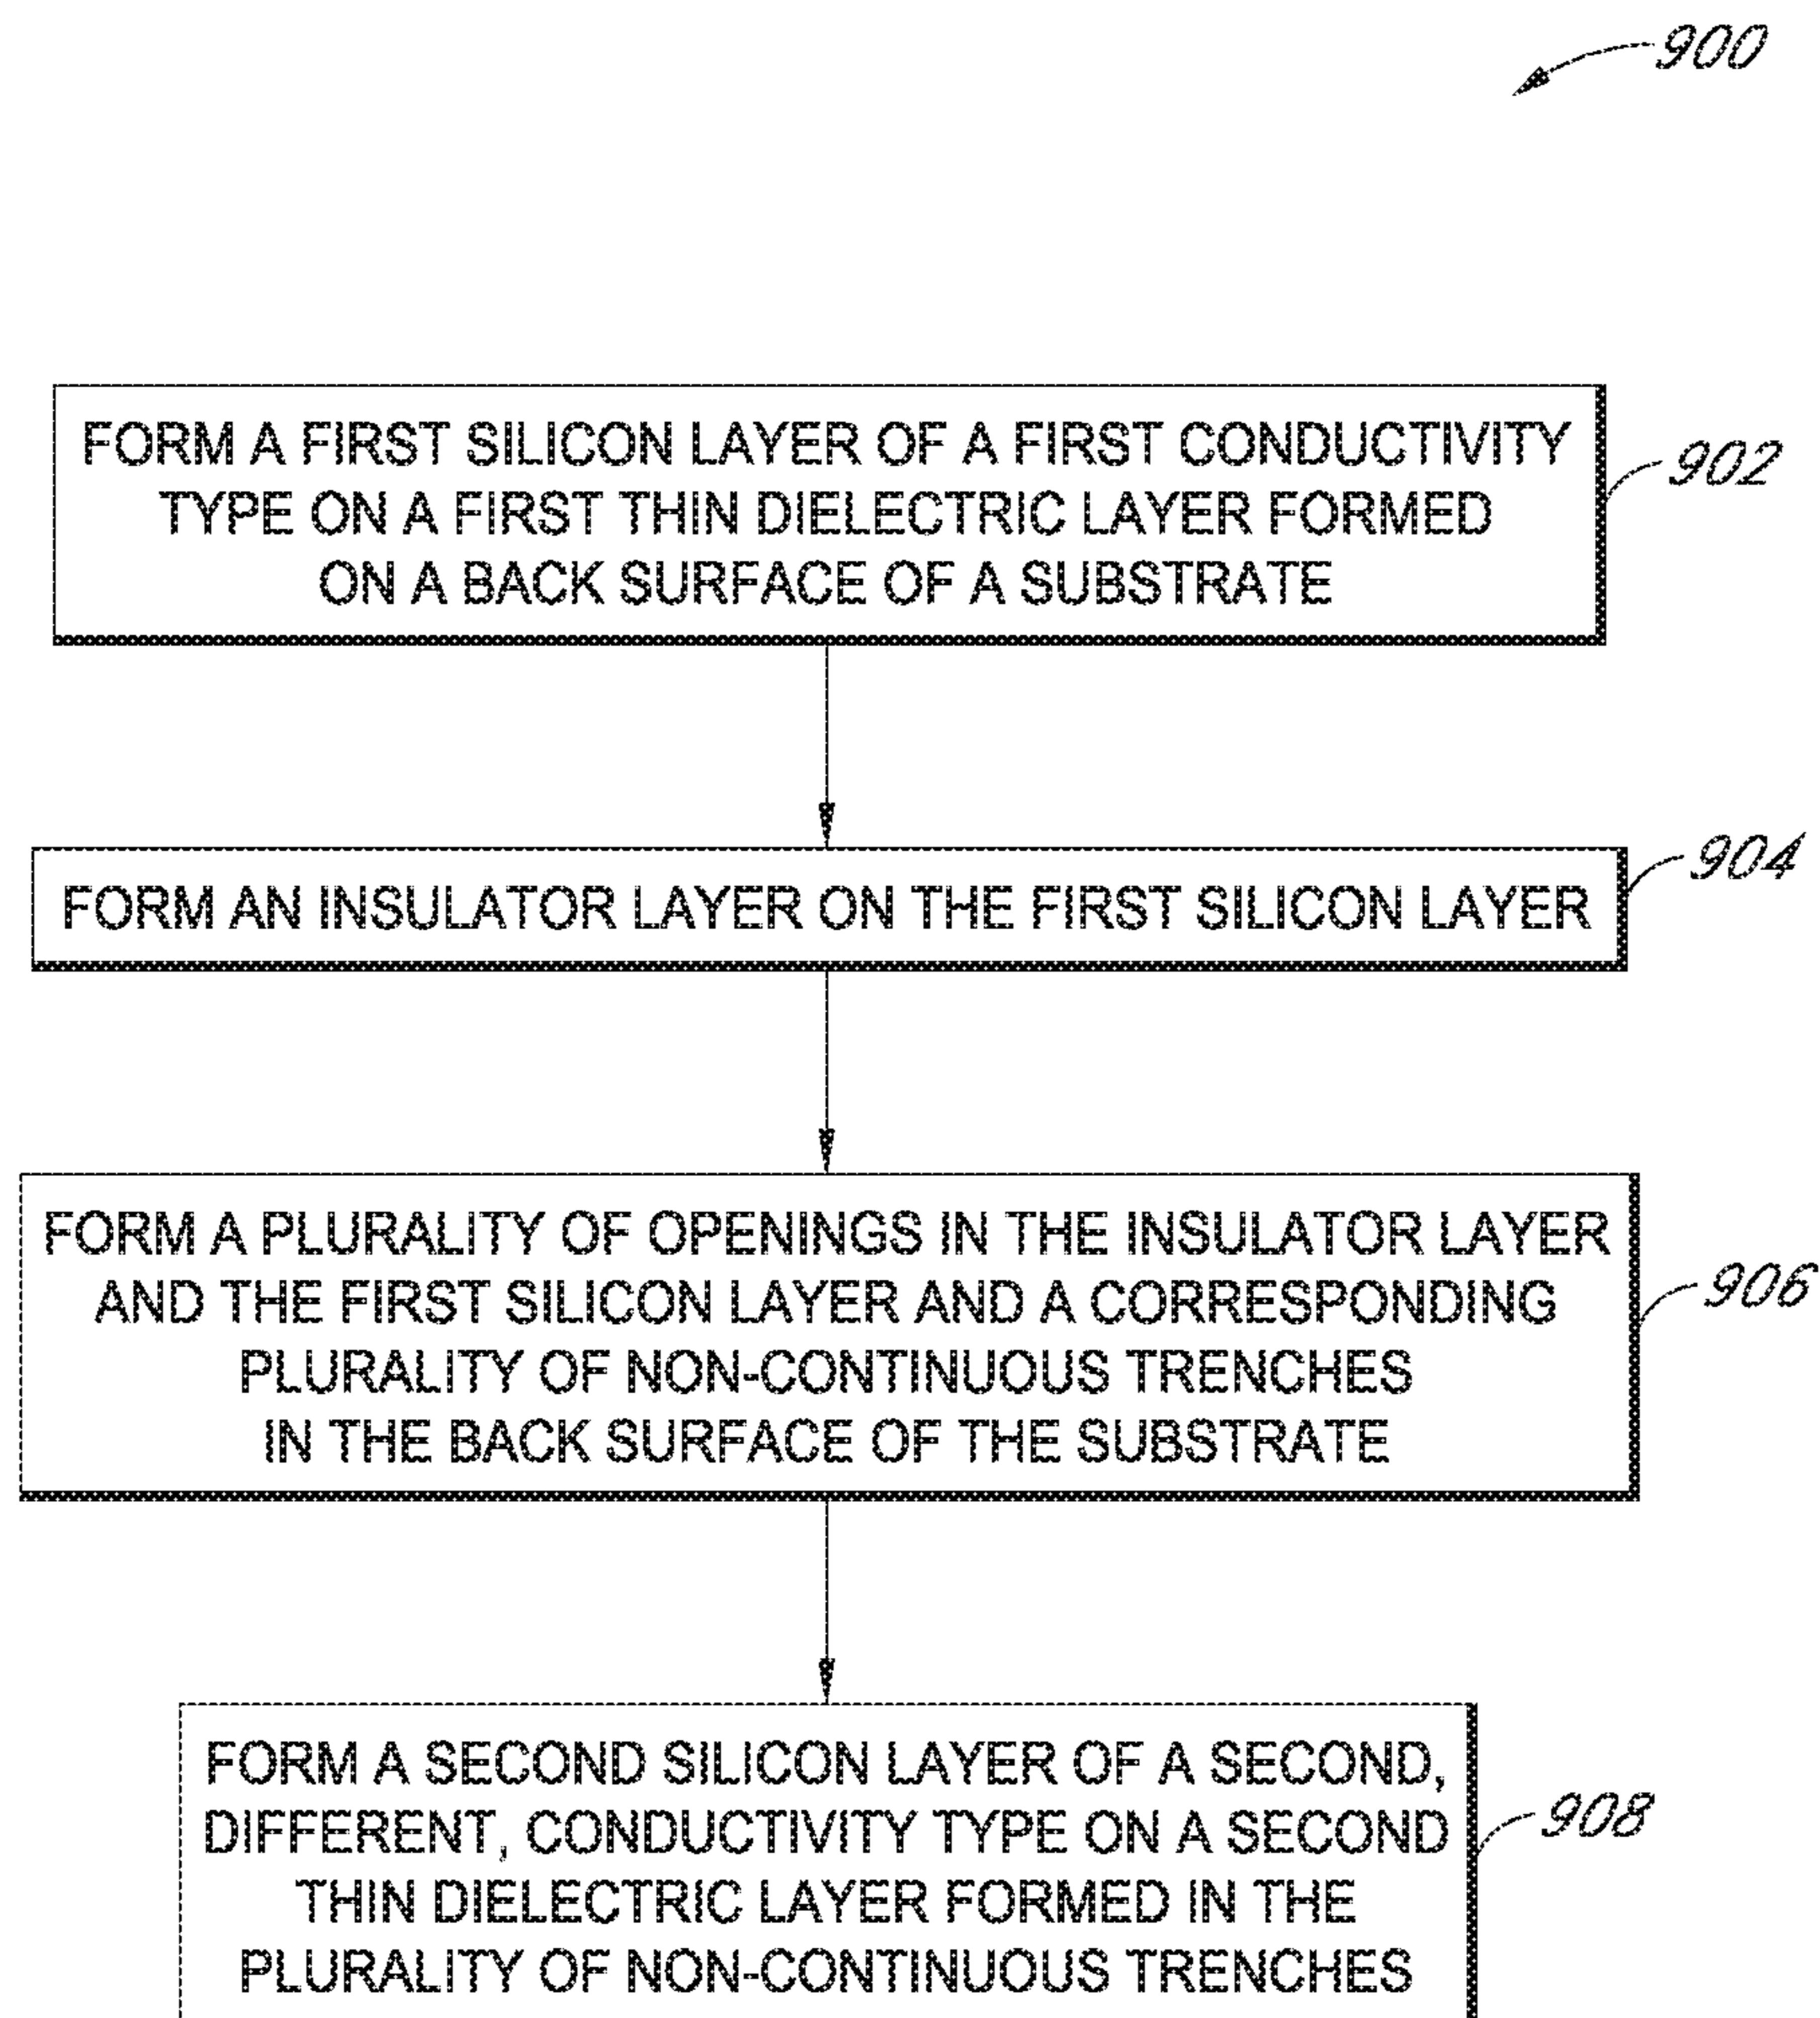 900
FORM A FIRST SILICON LAYER OF A FIRST CONDUCTIVITY
TYPE ON A FIRST THIN DIELECTRIC LAYER FORMED
ON A BACK SURFACE OF A SUBSTRATE
902
FORM AN INSULATOR LAYER ON THE FIRST SILICON LAYER
904
FORM A PLURALITY OF OPENINGS IN THE INSULATOR LAYER
AND THE FIRST SILICON LAYER AND A CORRESPONDING
PLURALITY OF NON-CONTINUOUS TRENCHES
IN THE BACK SURFACE OF THE SUBSTRATE
906
FORM A SECOND SILICON LAYER OF A SECOND,
DIFFERENT, CONDUCTIVITY TYPE ON A SECOND
THIN DIELECTRIC LAYER FORMED IN THE
PLURALITY OF NON-CONTINUOUS TRENCHES
908